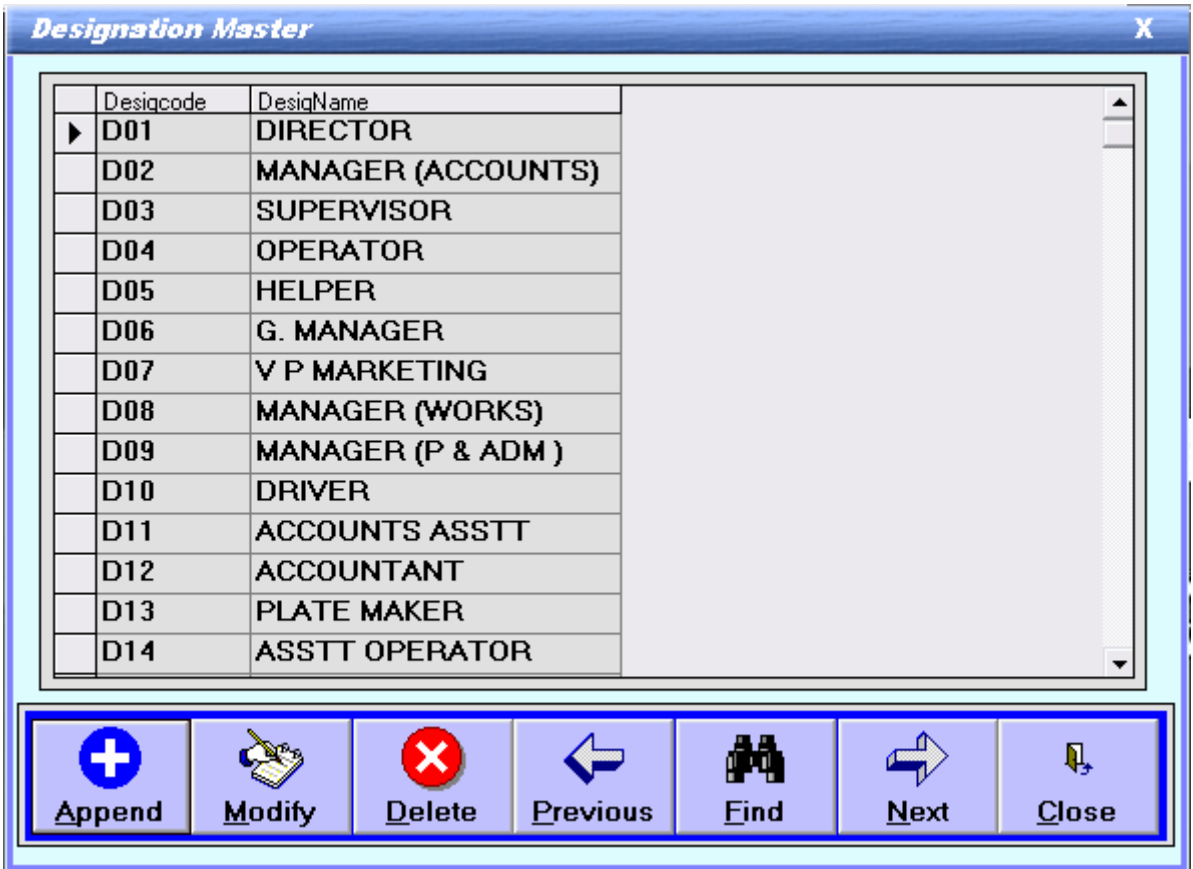 Designation Master X
Desigcode DesigName
D01 DIRECTOR
D02 MANAGER (ACCOUNTS)
D03 SUPERVISOR
D04 OPERATOR
D05 HELPER
D06 G. MANAGER
D07 V P MARKETING
D08 MANAGER (WORKS)
D09 MANAGER (P & ADM )
D10 DRIVER
D11 ACCOUNTS ASSTT
D12 ACCOUNTANT
D13 PLATE MAKER
D14 ASSTT OPERATOR
Append Modify Delete Previous Find Next Close